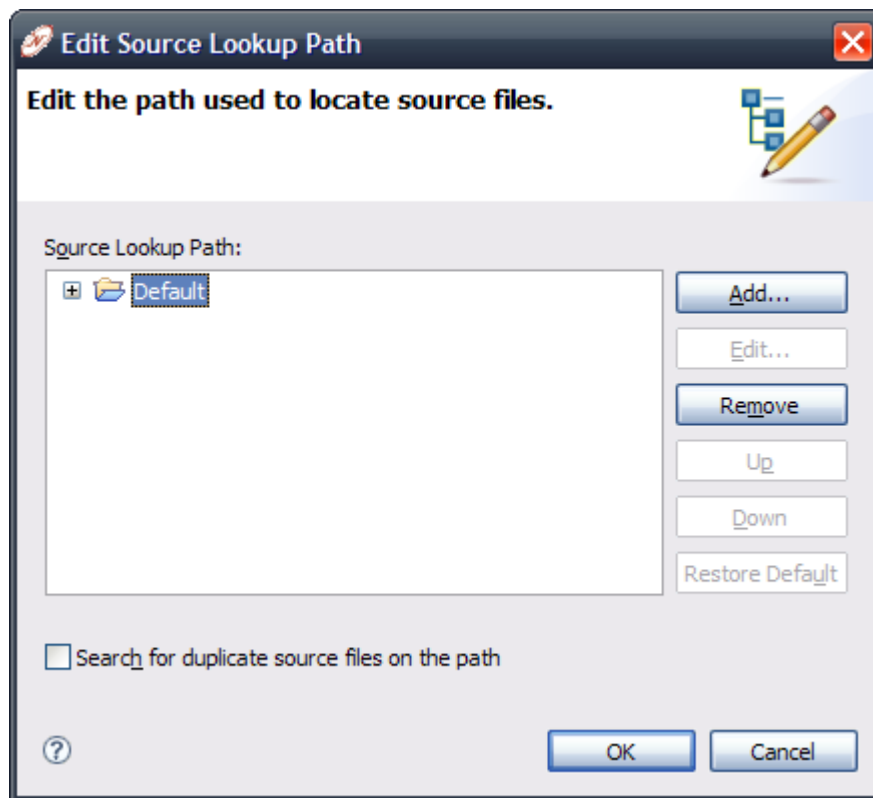 Edit Source Lookup Path
Edit the path used to locate source files.
Source Lookup Path:
Default
Add...
Edit...
Remove
Up
Down
Restore Default
Search for duplicate source files on the path
?
OK
Cancel